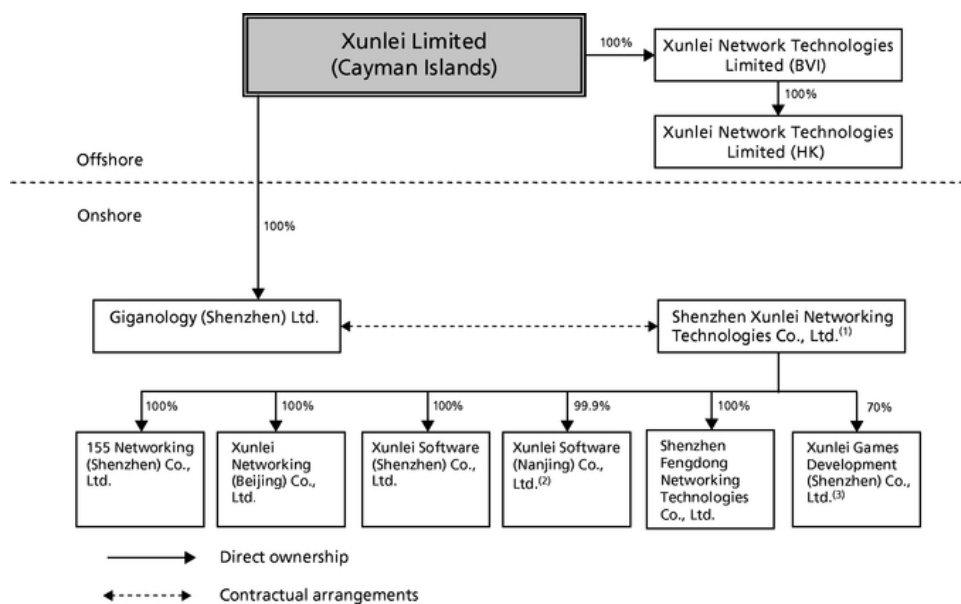 Xunlei Limited
(Cayman Islands)
100%
Xunlei Network Technologies
Limited (BVI)
100%
Xunlei Network Technologies
Limited (HK)
Offshore
Onshore
100%
Giganology (Shenzhen) Ltd.
Shenzhen Xunlei Networking
Technologies Co., Ltd.(1)
100%
100%
100%
99.9%
100%
70%
155 Networking
(Shenzhen) Co.,
Ltd.
Xunlei
Networking
(Beijing) Co.,
Ltd.
Xunlei Software
(Shenzhen) Co.,
Ltd.
Xunlei Software
(Nanjing) Co.,
Ltd.(2)
Shenzhen
Fengdong
Networking
Technologies
Co., Ltd.
Xunlei Games
Development
(Shenzhen) Co.,
Ltd.(3)
Direct ownership
Contractual arrangements